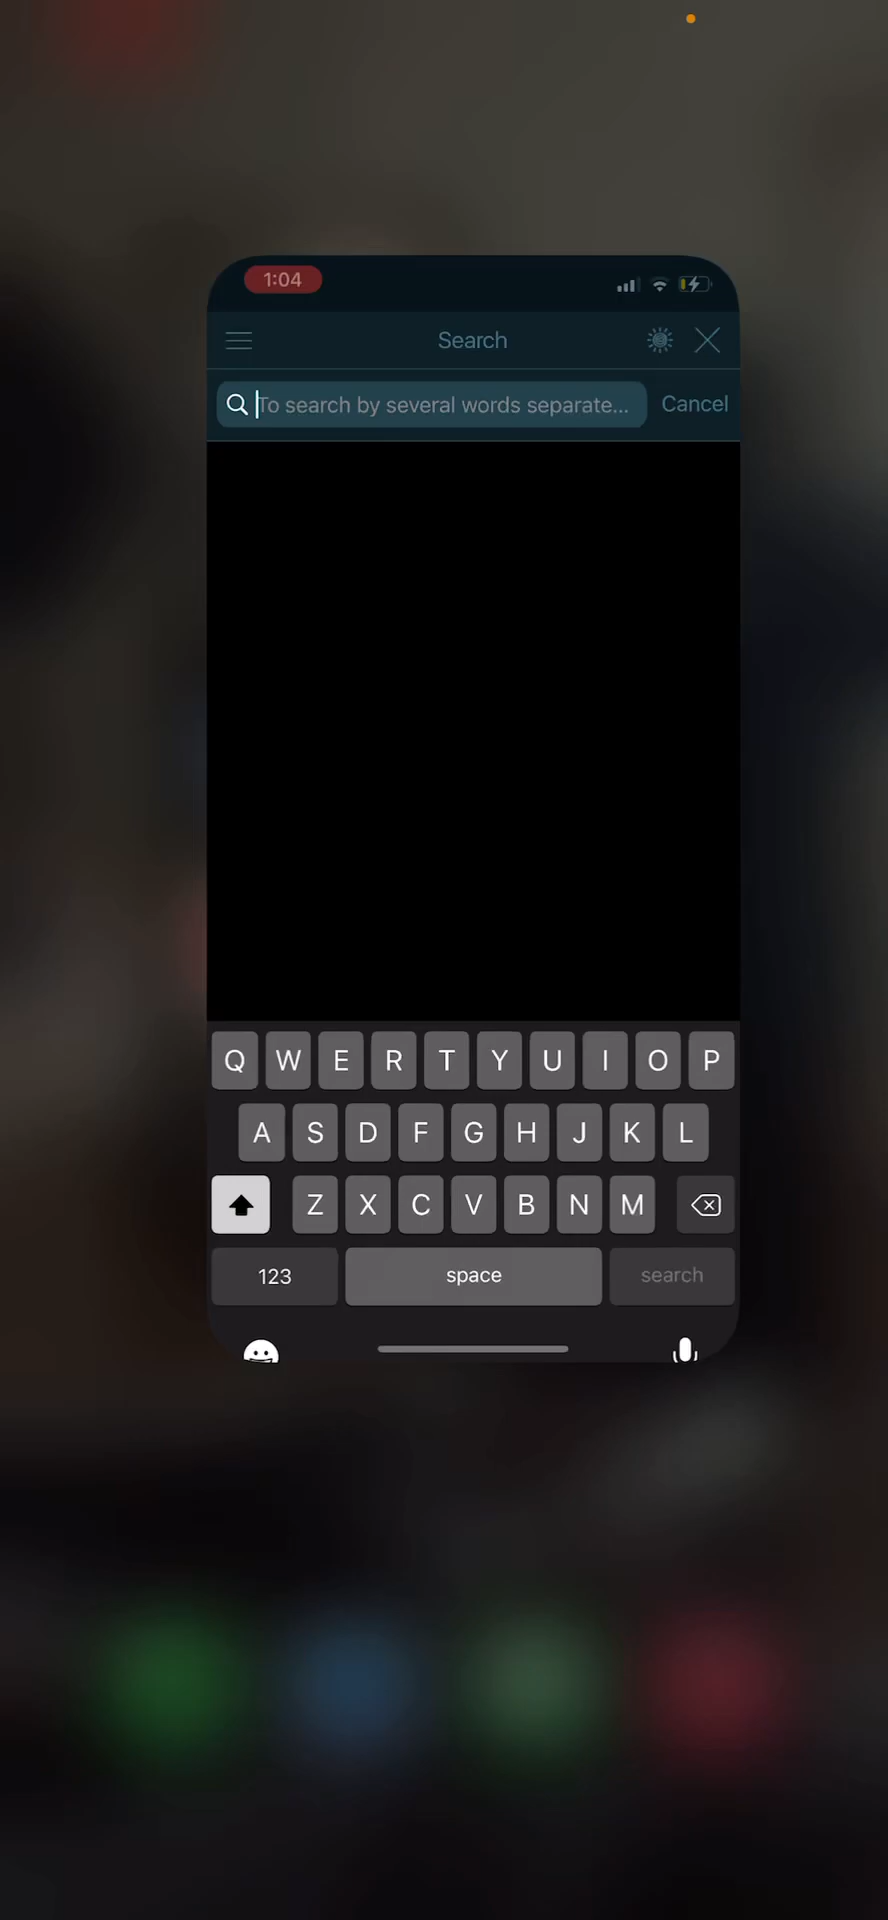 1:04
Search
To search by several words separate...
Cancel
Q W E R T Y U I O P
A S D F G H J K L
Z X C V B N M
123 space search